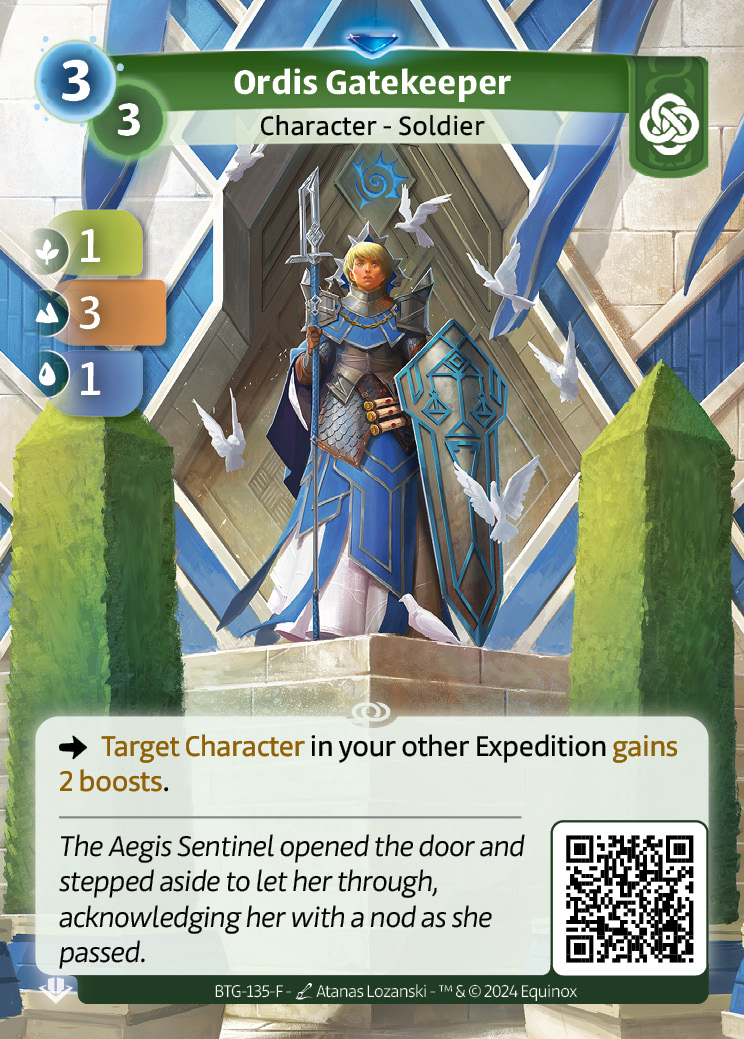 3
Ordis Gatekeeper
3
Character - Soldier
1
3
1
Target Character in your other Expedition gains
2 boosts.
The Aegis Sentinel opened the door and
stepped aside to let her through,
acknowledging her with a nod as she
passed.
BTG-135-F - Atanas Lozanski - ™ & © 2024 Equinox